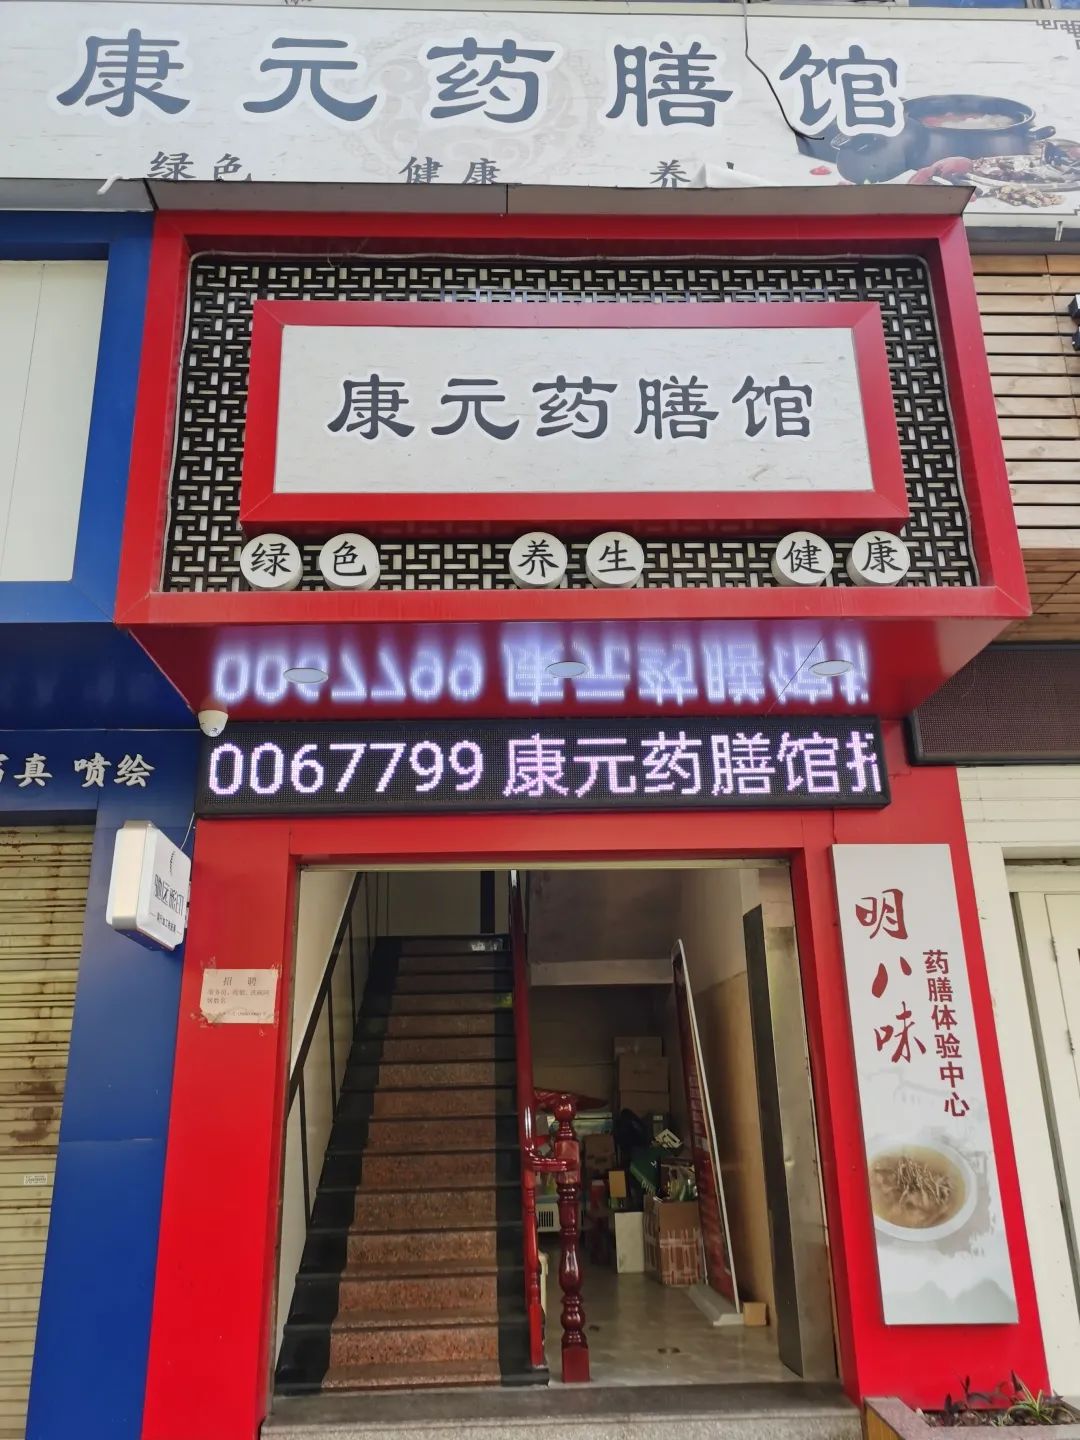 康元药膳馆
绿色 健康 养
康元药膳馆
绿色 养生 健康
0067799 康元药膳馆
真 喷绘
招 聘
明八味
药膳体验中心